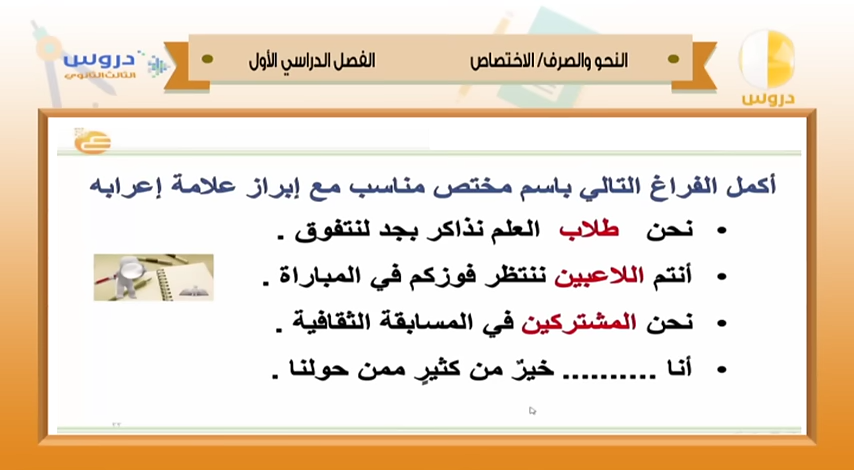 دروس
الثالث الثانوي
النحو والصرف/ الاختصاص
الفصل الدراسي الأول
دروس
أكمل الفراغ التالي باسم مختص مناسب مع إبراز علامة إعرابه
• نحن طلاب العلم نذاكر بجد لنتفوق .
• أنتم اللاعبين ننتظر فوزكم في المباراة .
• نحن المشتركين في المسابقة الثقافية .
• أنا .......... خيرٌ من كثيرٍ ممن حولنا .
٢٢